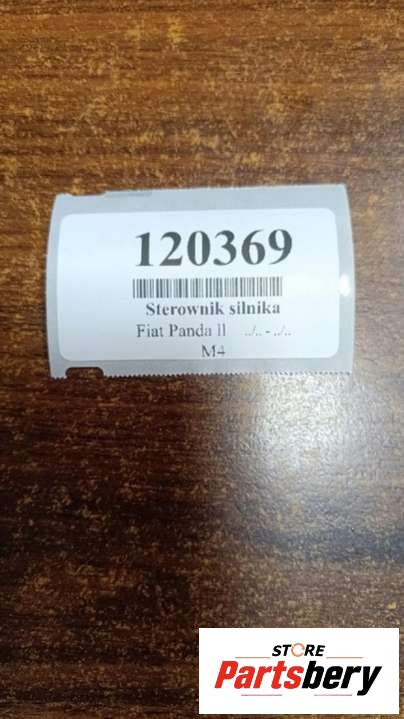 120369
Sterownik silnika
Fiat Panda II ../.. - ../..
M4
STORE
Partsbery